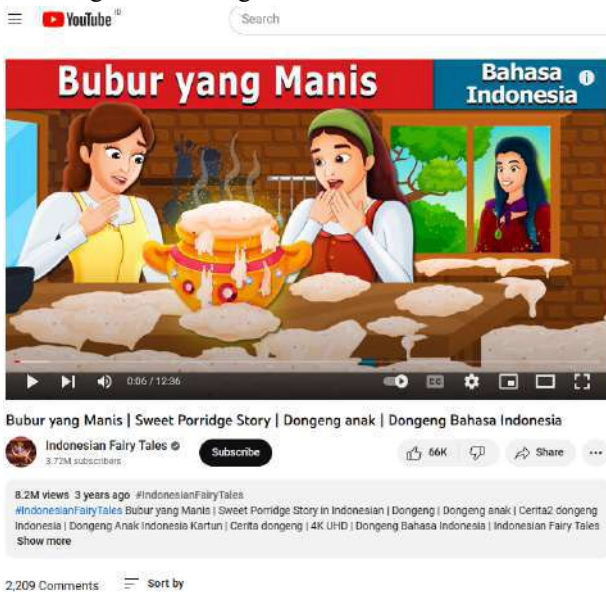 YouTube ID
Search
Bubur yang Manis
Bahasa
Indonesia
0:06 / 12:36
Bubur yang Manis | Sweet Porridge Story | Dongeng anak | Dongeng Bahasa Indonesia
Indonesian Fairy Tales
3.72M subscribers
Subscribe
66K
Share
8.2M views 3 years ago #IndonesianFairyTales
#IndonesianFairyTales Bubur yang Manis | Sweet Porridge Story in Indonesian | Dongeng | Dongeng anak | Cerita2 dongeng
Indonesia | Dongeng Anak Indonesia Kartun | Cerita dongeng | 4K UHD | Dongeng Bahasa Indonesia | Indonesian Fairy Tales
Show more
2,209 Comments
Sort by